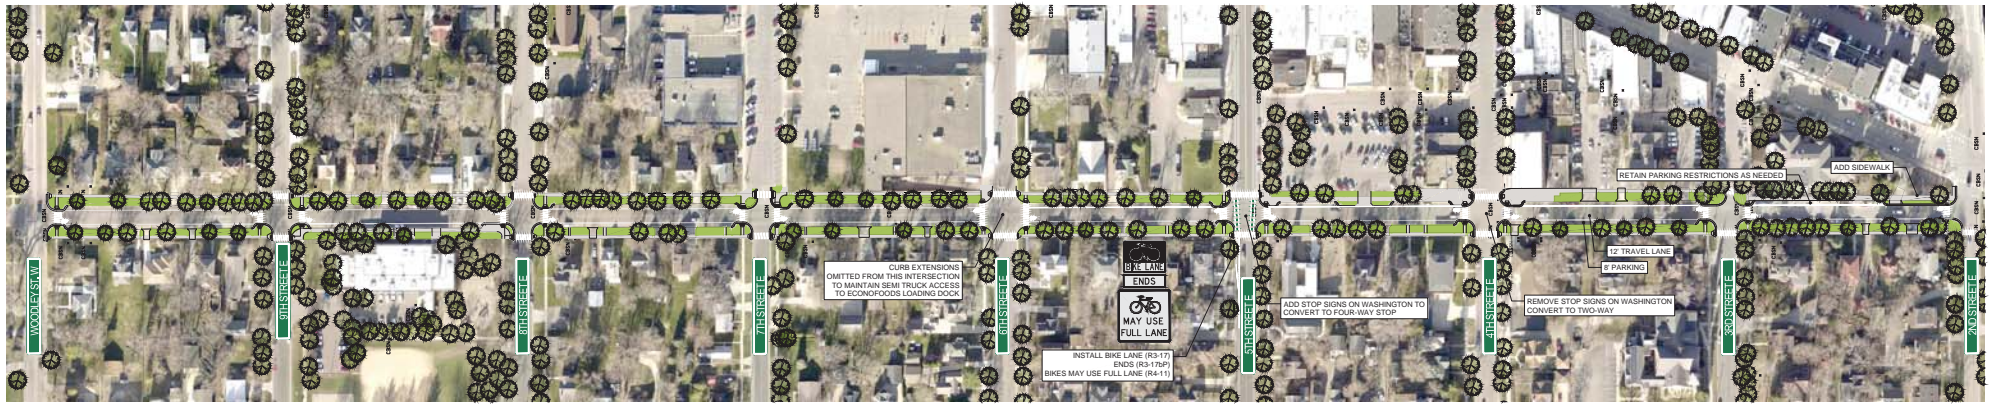 WOODLEY ST. W
9TH STREET E
8TH STREET E
7TH STREET E
CURB EXTENSIONS
OMITTED FROM THIS INTERSECTION
TO MAINTAIN SEMI TRUCK ACCESS
TO ECONOFOODS LOADING DOCK
6TH STREET E
BIKE LANE
ENDS
MAY USE
FULL LANE
INSTALL BIKE LANE (R3-17)
ENDS (R3-17bP)
BIKES MAY USE FULL LANE (R4-11)
5TH STREET E
ADD STOP SIGNS ON WASHINGTON TO
CONVERT TO FOUR-WAY STOP
4TH STREET E
REMOVE STOP SIGNS ON WASHINGTON
CONVERT TO TWO-WAY
12' TRAVEL LANE
8' PARKING
RETAIN PARKING RESTRICTIONS AS NEEDED
ADD SIDEWALK
3RD STREET E
2ND STREET E